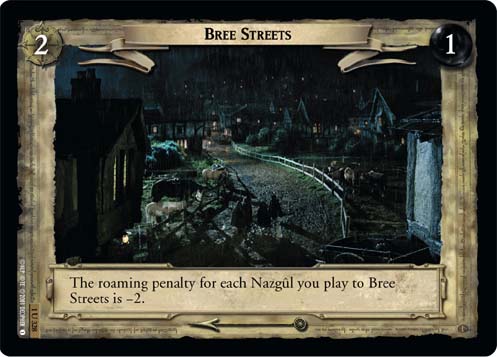 BREE STREETS
2
1
The roaming penalty for each Nazgûl you play to Bree
Streets is –2.